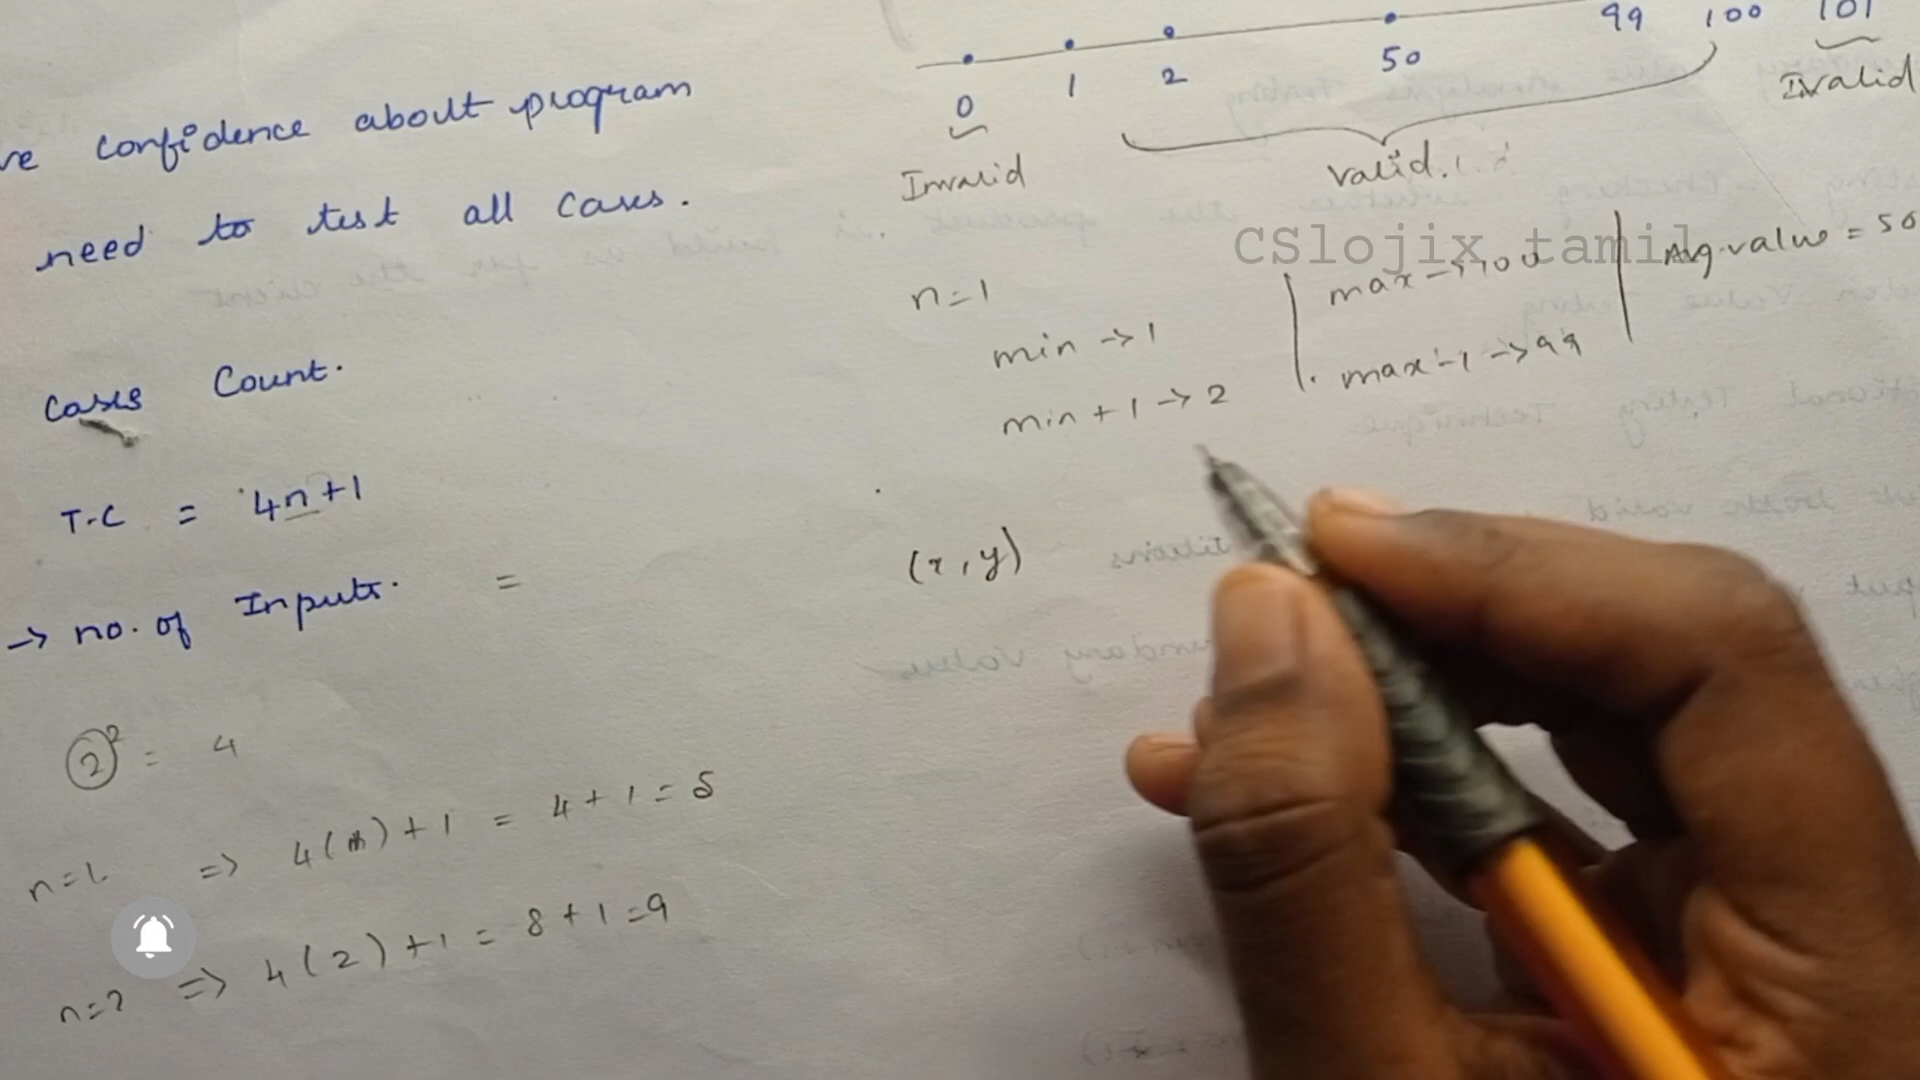 confidence about program
need to test all cases.
Cases Count.
T.C = 4n+1
→ no. of Inputs. =
(2)² = 4
n=1 => 4(1)+1 = 4+1=5
n=2 => 4(2)+1 = 8+1=9
0 1 2 50 99 100 101
Invalid valid. Invalid
CSlojix tamil
n=1
min → 1
min+1 → 2
max → 100
max-1 → 99
Avg.value = 50
(x,y)